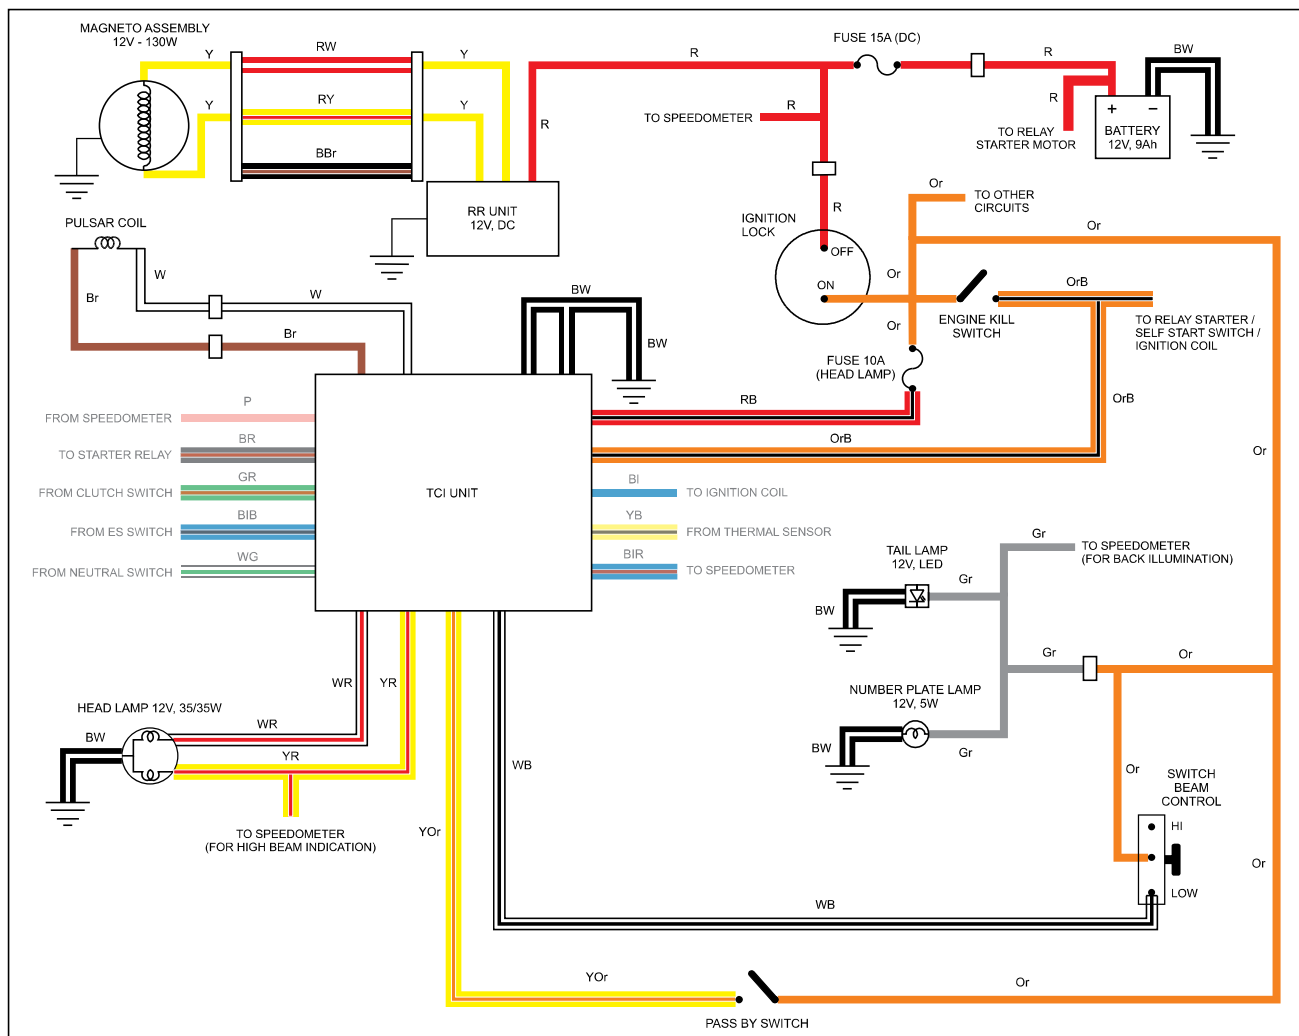 MAGNETO ASSEMBLY
12V - 130W
Y
RW
Y
Y
RY
Y
BBr
R
FUSE 15A (DC)
R
BW
R
TO SPEEDOMETER
R
R
TO RELAY
STARTER MOTOR
+ −
BATTERY
12V, 9Ah
RR UNIT
12V, DC
PULSAR COIL
W
Br
W
Br
IGNITION
LOCK
R
OFF
ON
Or
TO OTHER
CIRCUITS
Or
Or
Or
ENGINE KILL
SWITCH
OrB
TO RELAY STARTER /
SELF START SWITCH /
IGNITION COIL
BW
BW
FUSE 10A
(HEAD LAMP)
RB
OrB
OrB
Or
FROM SPEEDOMETER
P
TO STARTER RELAY
BR
FROM CLUTCH SWITCH
GR
FROM ES SWITCH
BIB
FROM NEUTRAL SWITCH
WG
TCI UNIT
BI
TO IGNITION COIL
YB
FROM THERMAL SENSOR
BIR
TO SPEEDOMETER
Gr
TO SPEEDOMETER
(FOR BACK ILLUMINATION)
TAIL LAMP
12V, LED
Gr
BW
Gr
Or
NUMBER PLATE LAMP
12V, 5W
BW
Gr
WR
YR
HEAD LAMP 12V, 35/35W
BW
WR
YR
TO SPEEDOMETER
(FOR HIGH BEAM INDICATION)
WB
YOr
Or
SWITCH
BEAM
CONTROL
HI
LOW
Or
WB
YOr
Or
PASS BY SWITCH